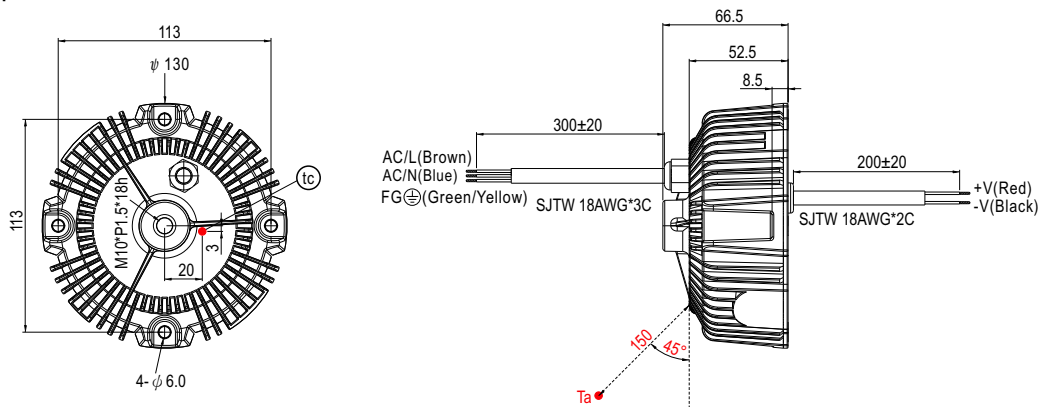 113
ψ 130
113
M10*P1.5*18h
tc
3
20
4- ϕ 6.0
66.5
52.5
8.5
300±20
AC/L(Brown)
AC/N(Blue)
FG⏚(Green/Yellow)
SJTW 18AWG*3C
200±20
+V(Red)
-V(Black)
SJTW 18AWG*2C
150
45°
Ta